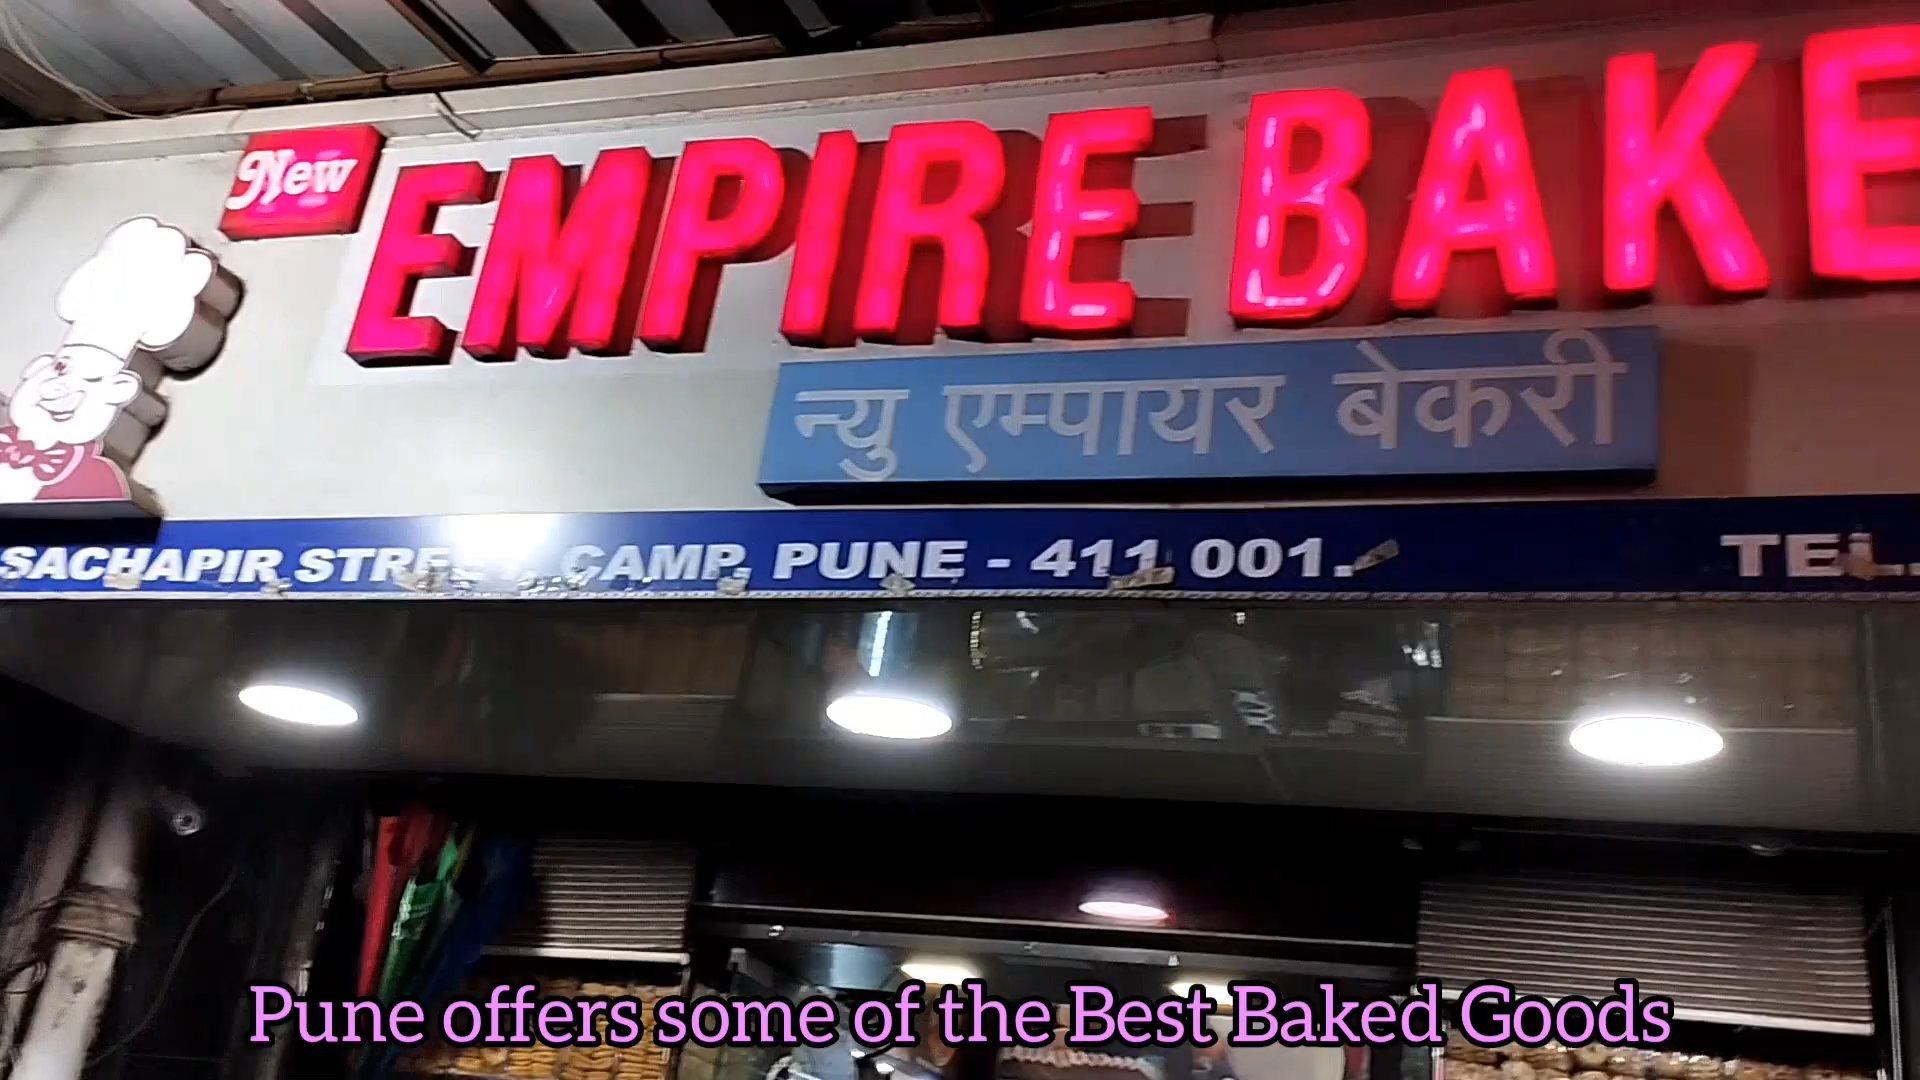 New
EMPIRE BAKE
न्यु एम्पायर बेकरी
SACHAPIR STREET, CAMP, PUNE - 411 001.
TEL.
Pune offers some of the Best Baked Goods